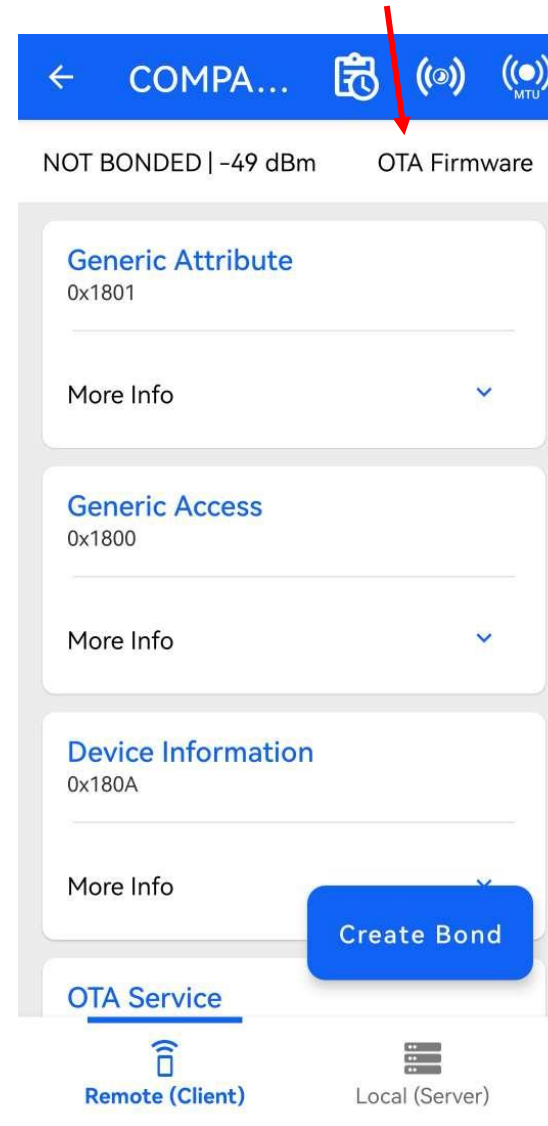 COMPA...
MTU
NOT BONDED | -49 dBm OTA Firmware
Generic Attribute
0x1801
More Info
Generic Access
0x1800
More Info
Device Information
0x180A
More Info
Create Bond
OTA Service
Remote (Client) Local (Server)